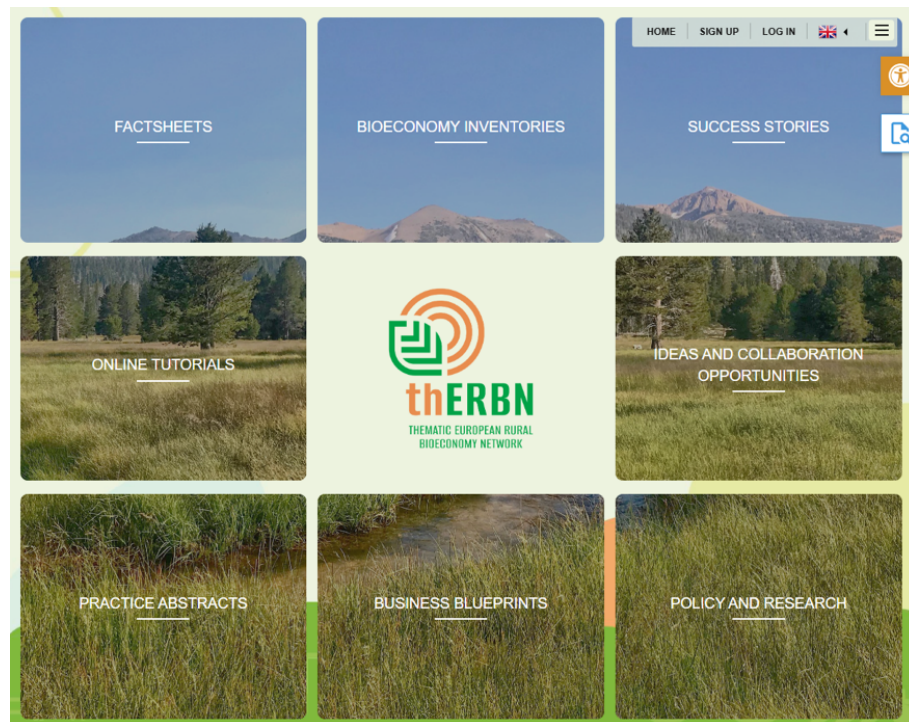 HOME
SIGN UP
LOG IN
FACTSHEETS
BIOECONOMY INVENTORIES
SUCCESS STORIES
ONLINE TUTORIALS
thERBN
THEMATIC EUROPEAN RURAL
BIOECONOMY NETWORK
IDEAS AND COLLABORATION
OPPORTUNITIES
PRACTICE ABSTRACTS
BUSINESS BLUEPRINTS
POLICY AND RESEARCH